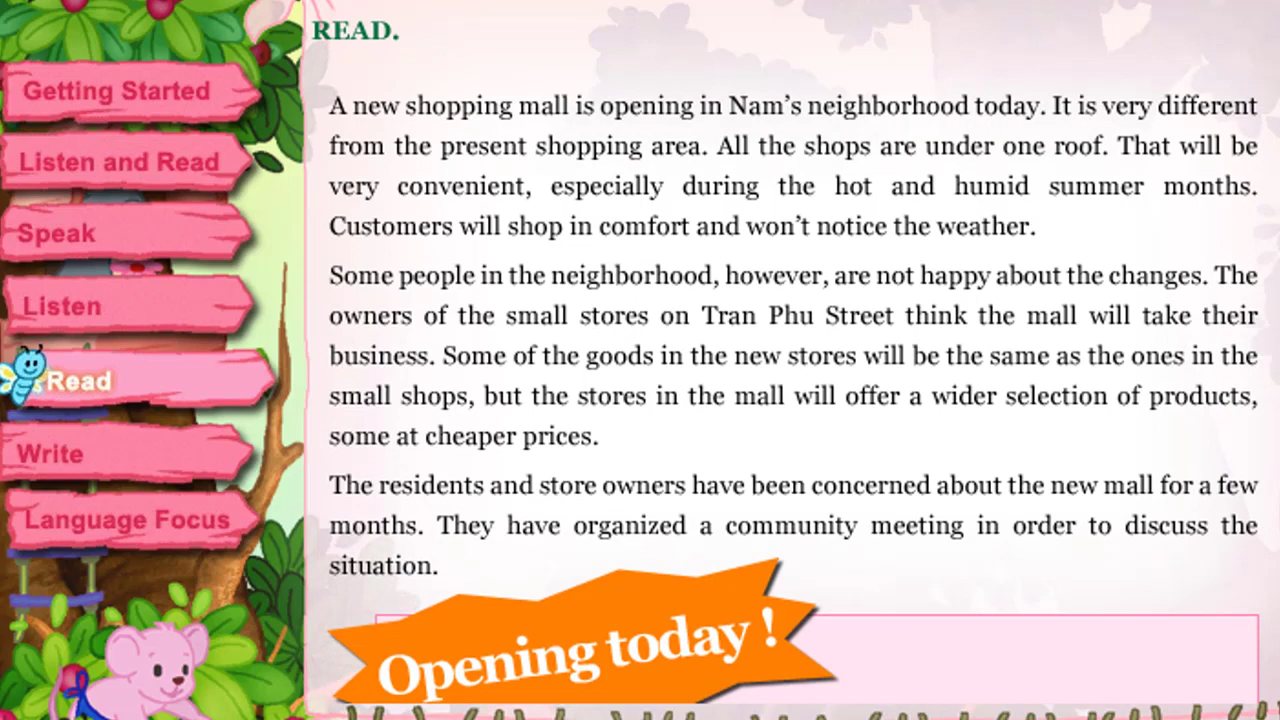 READ.
Getting Started
Listen and Read
Speak
Listen
Read
Write
Language Focus
A new shopping mall is opening in Nam’s neighborhood today. It is very different
from the present shopping area. All the shops are under one roof. That will be
very convenient, especially during the hot and humid summer months.
Customers will shop in comfort and won’t notice the weather.
Some people in the neighborhood, however, are not happy about the changes. The
owners of the small stores on Tran Phu Street think the mall will take their
business. Some of the goods in the new stores will be the same as the ones in the
small shops, but the stores in the mall will offer a wider selection of products,
some at cheaper prices.
The residents and store owners have been concerned about the new mall for a few
months. They have organized a community meeting in order to discuss the
situation.
Opening today !